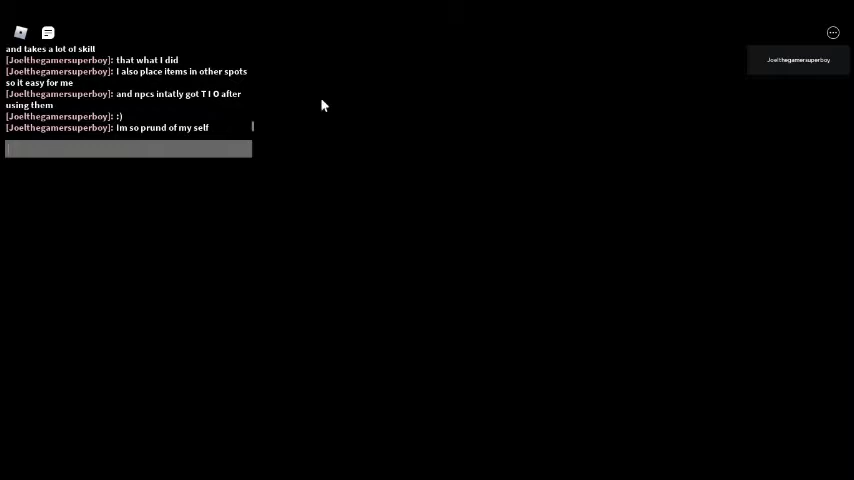 and takes a lot of skill
[Joelthegamersuperboy]: that what I did
[Joelthegamersuperboy]: I also place items in other spots
so it easy for me
[Joelthegamersuperboy]: and npcs intatly got T I O after
using them
[Joelthegamersuperboy]: :)
[Joelthegamersuperboy]: Im so prund of my self
Joelthegamersuperboy